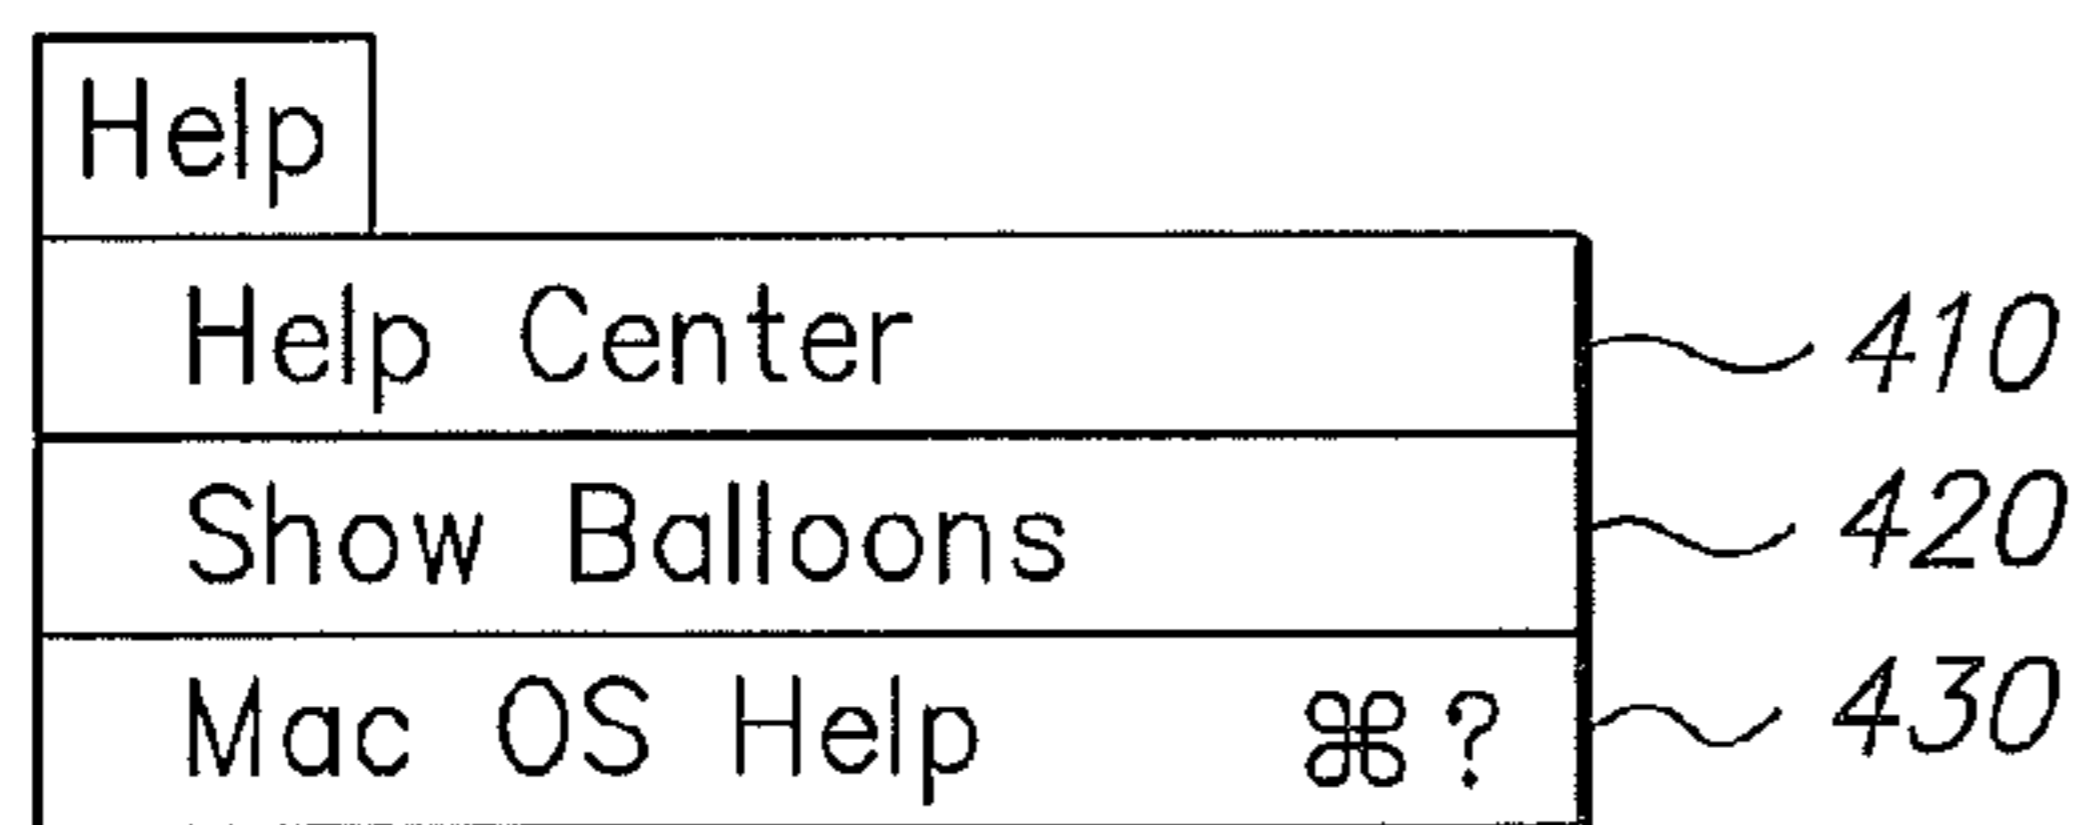 Help
Help Center 410
Show Balloons 420
Mac OS Help ⌘? 430